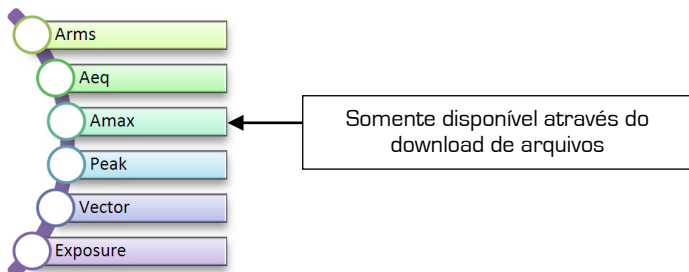 Arms
Aeq
Amax
Peak
Vector
Exposure
Somente disponível através do
download de arquivos